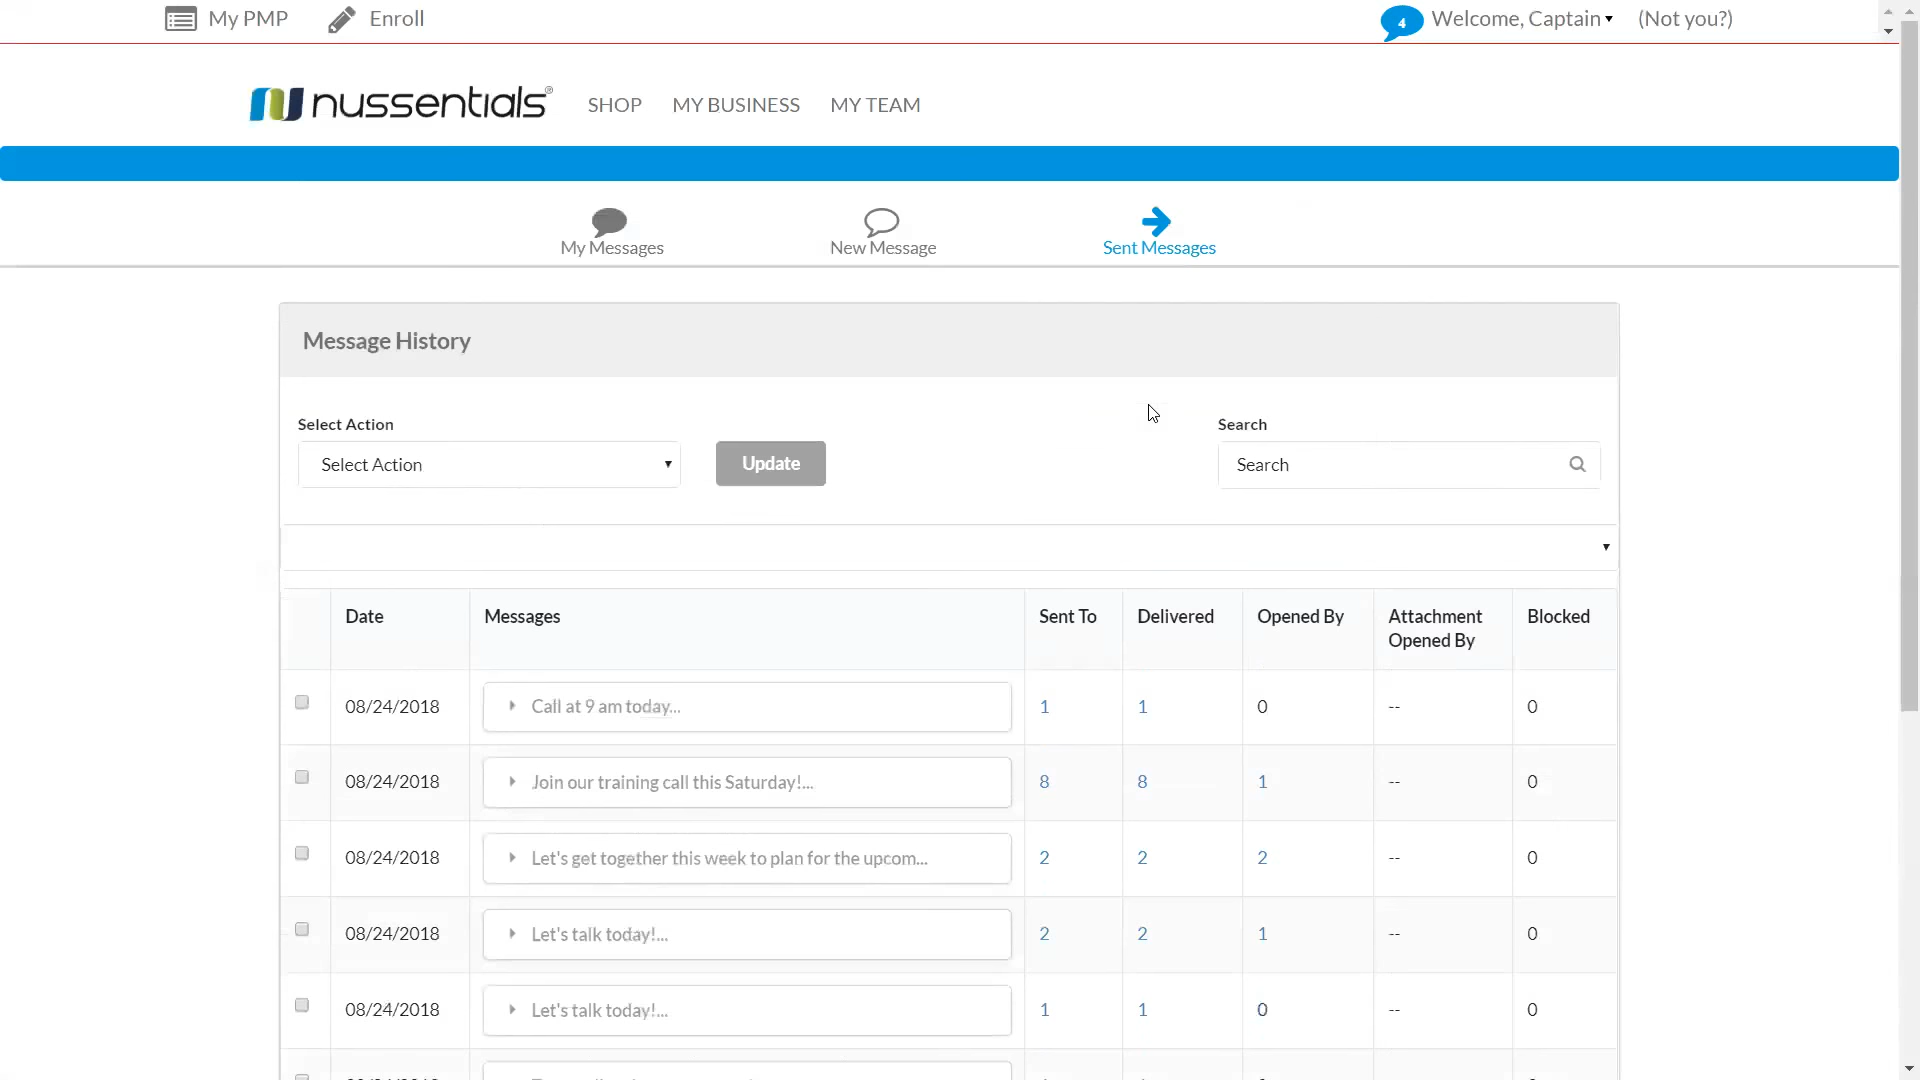 My PMP Enroll 4 Welcome, Captain (Not you?)
nussentials® SHOP MY BUSINESS MY TEAM
My Messages New Message Sent Messages
Message History
Select Action Search
Select Action Update Search
Date Messages Sent To Delivered Opened By Attachment Opened By Blocked
08/24/2018 Call at 9 am today... 1 1 0 -- 0
08/24/2018 Join our training call this Saturday!... 8 8 1 -- 0
08/24/2018 Let's get together this week to plan for the upcom... 2 2 2 -- 0
08/24/2018 Let's talk today!... 2 2 1 -- 0
08/24/2018 Let's talk today!... 1 1 0 -- 0